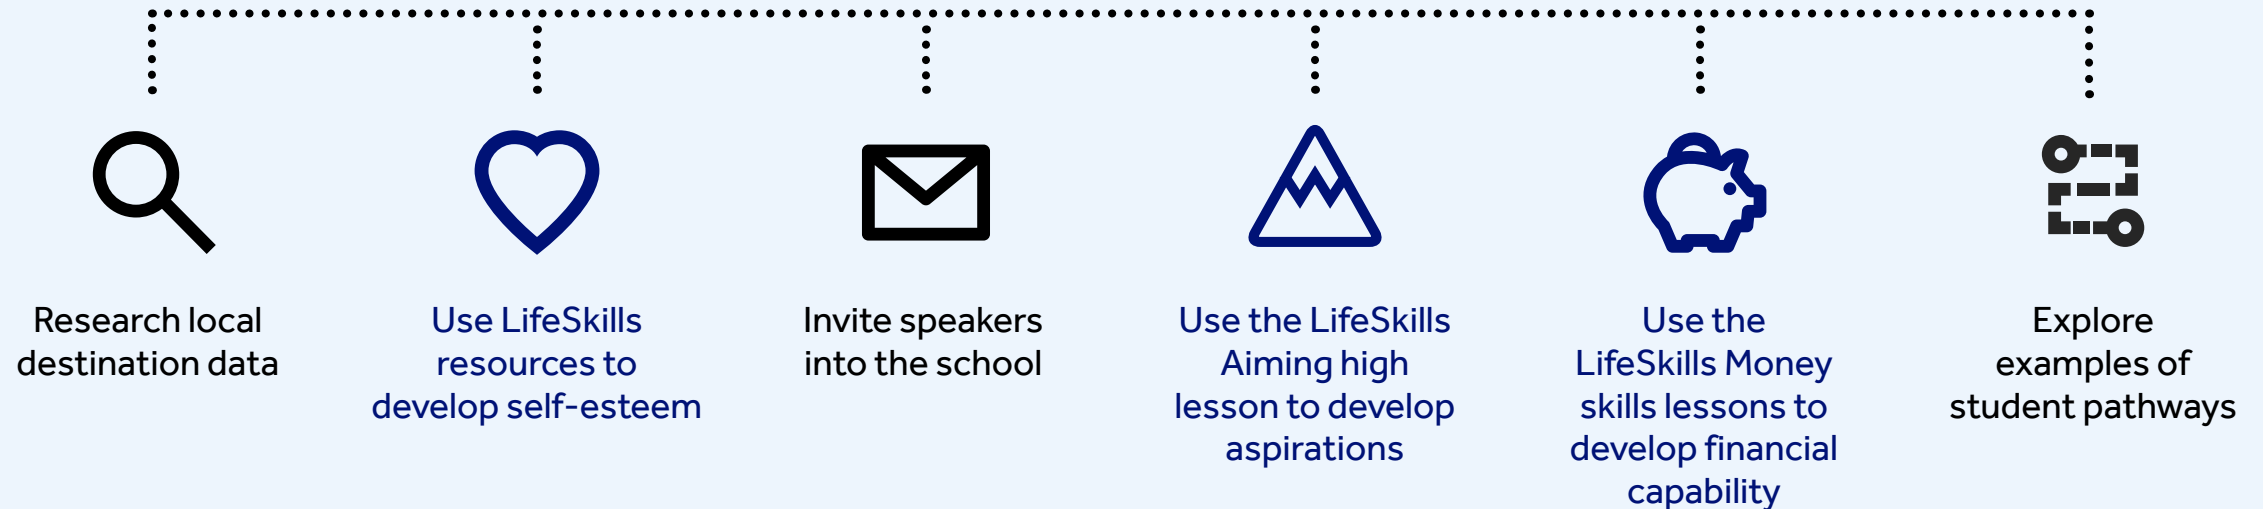 Research local
destination data
Use LifeSkills
resources to
develop self-esteem
Invite speakers
into the school
Use the LifeSkills
Aiming high
lesson to develop
aspirations
Use the
LifeSkills Money
skills lessons to
develop financial
capability
Explore
examples of
student pathways